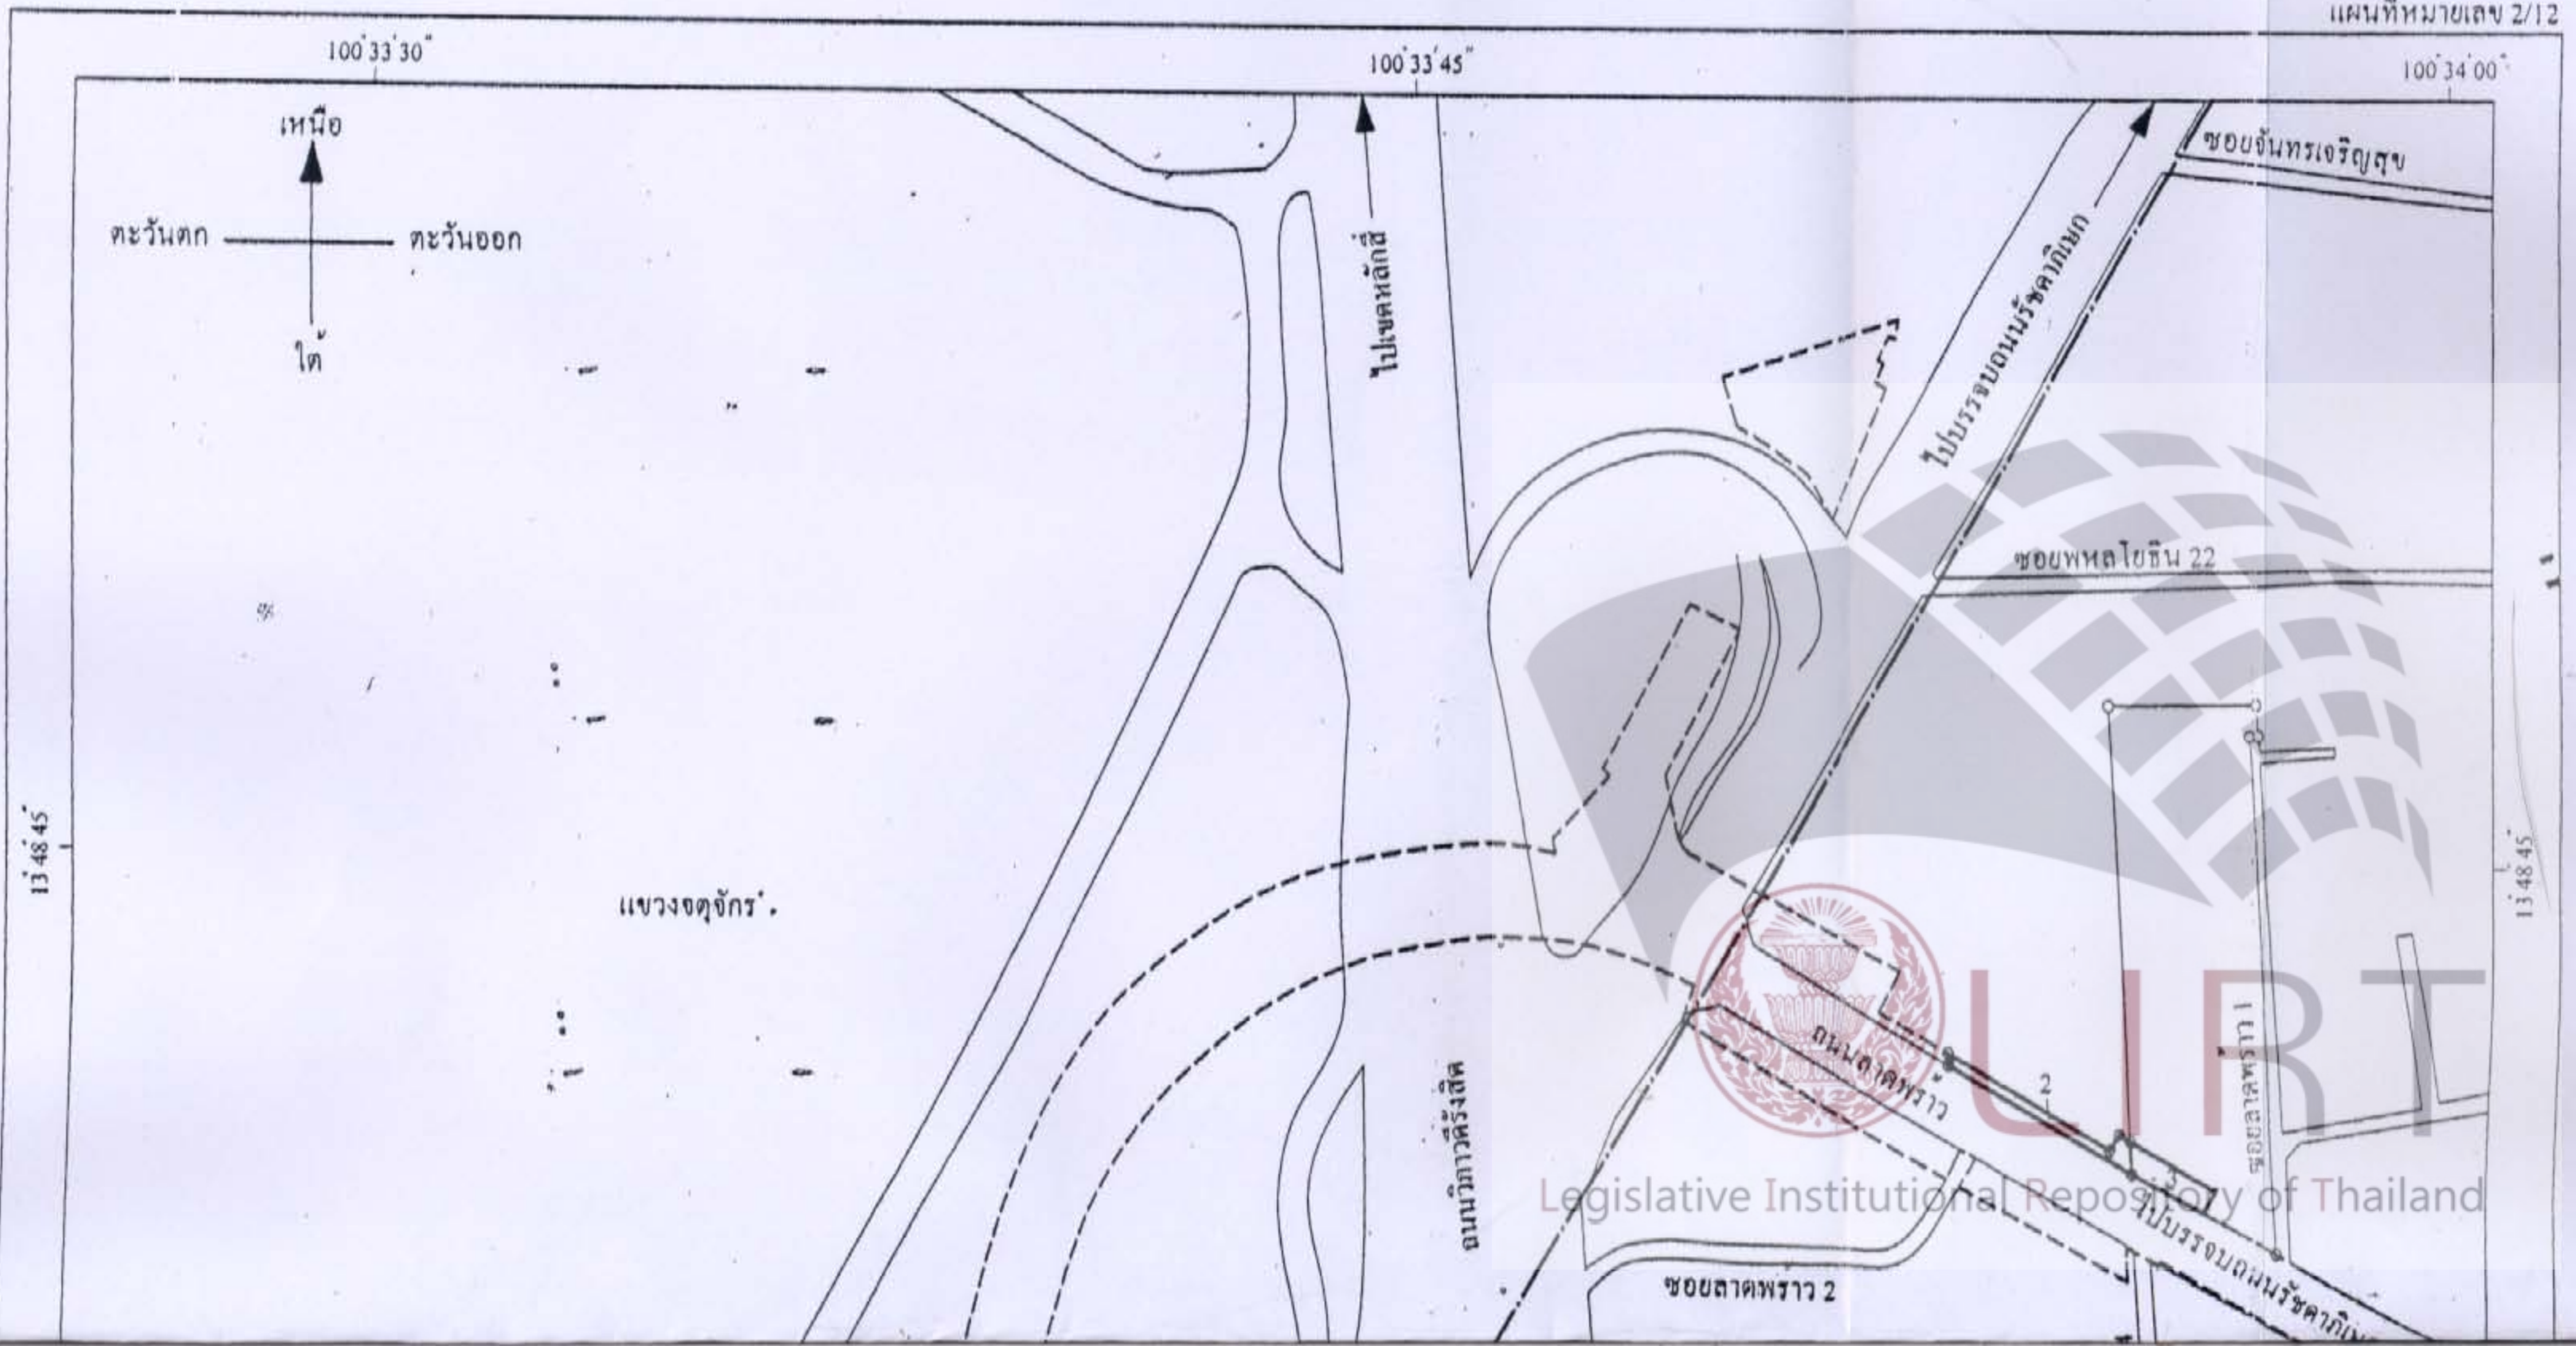 แผ่นที่หมายเลข 2/12
100°33'30"
100°33'45"
100°34'00"
เหนือ
ตะวันตก
ตะวันออก
ใต้
ซอยจันทรเจริญสุข
ไปเขตหลักสี่
ไปบรรจบถนนรัชดาภิเษก
ซอยพหลโยธิน 22
13°48'45"
13°48'45"
แขวงจตุจักร
ถนนลาดพร้าว
2
3
ซอยลาดพร้าว 1
ถนนวิภาวดีรังสิต
LIRT
Legislative Institutional Repository of Thailand
ไปบรรจบถนนรัชดาภิเษก
ซอยลาดพร้าว 2